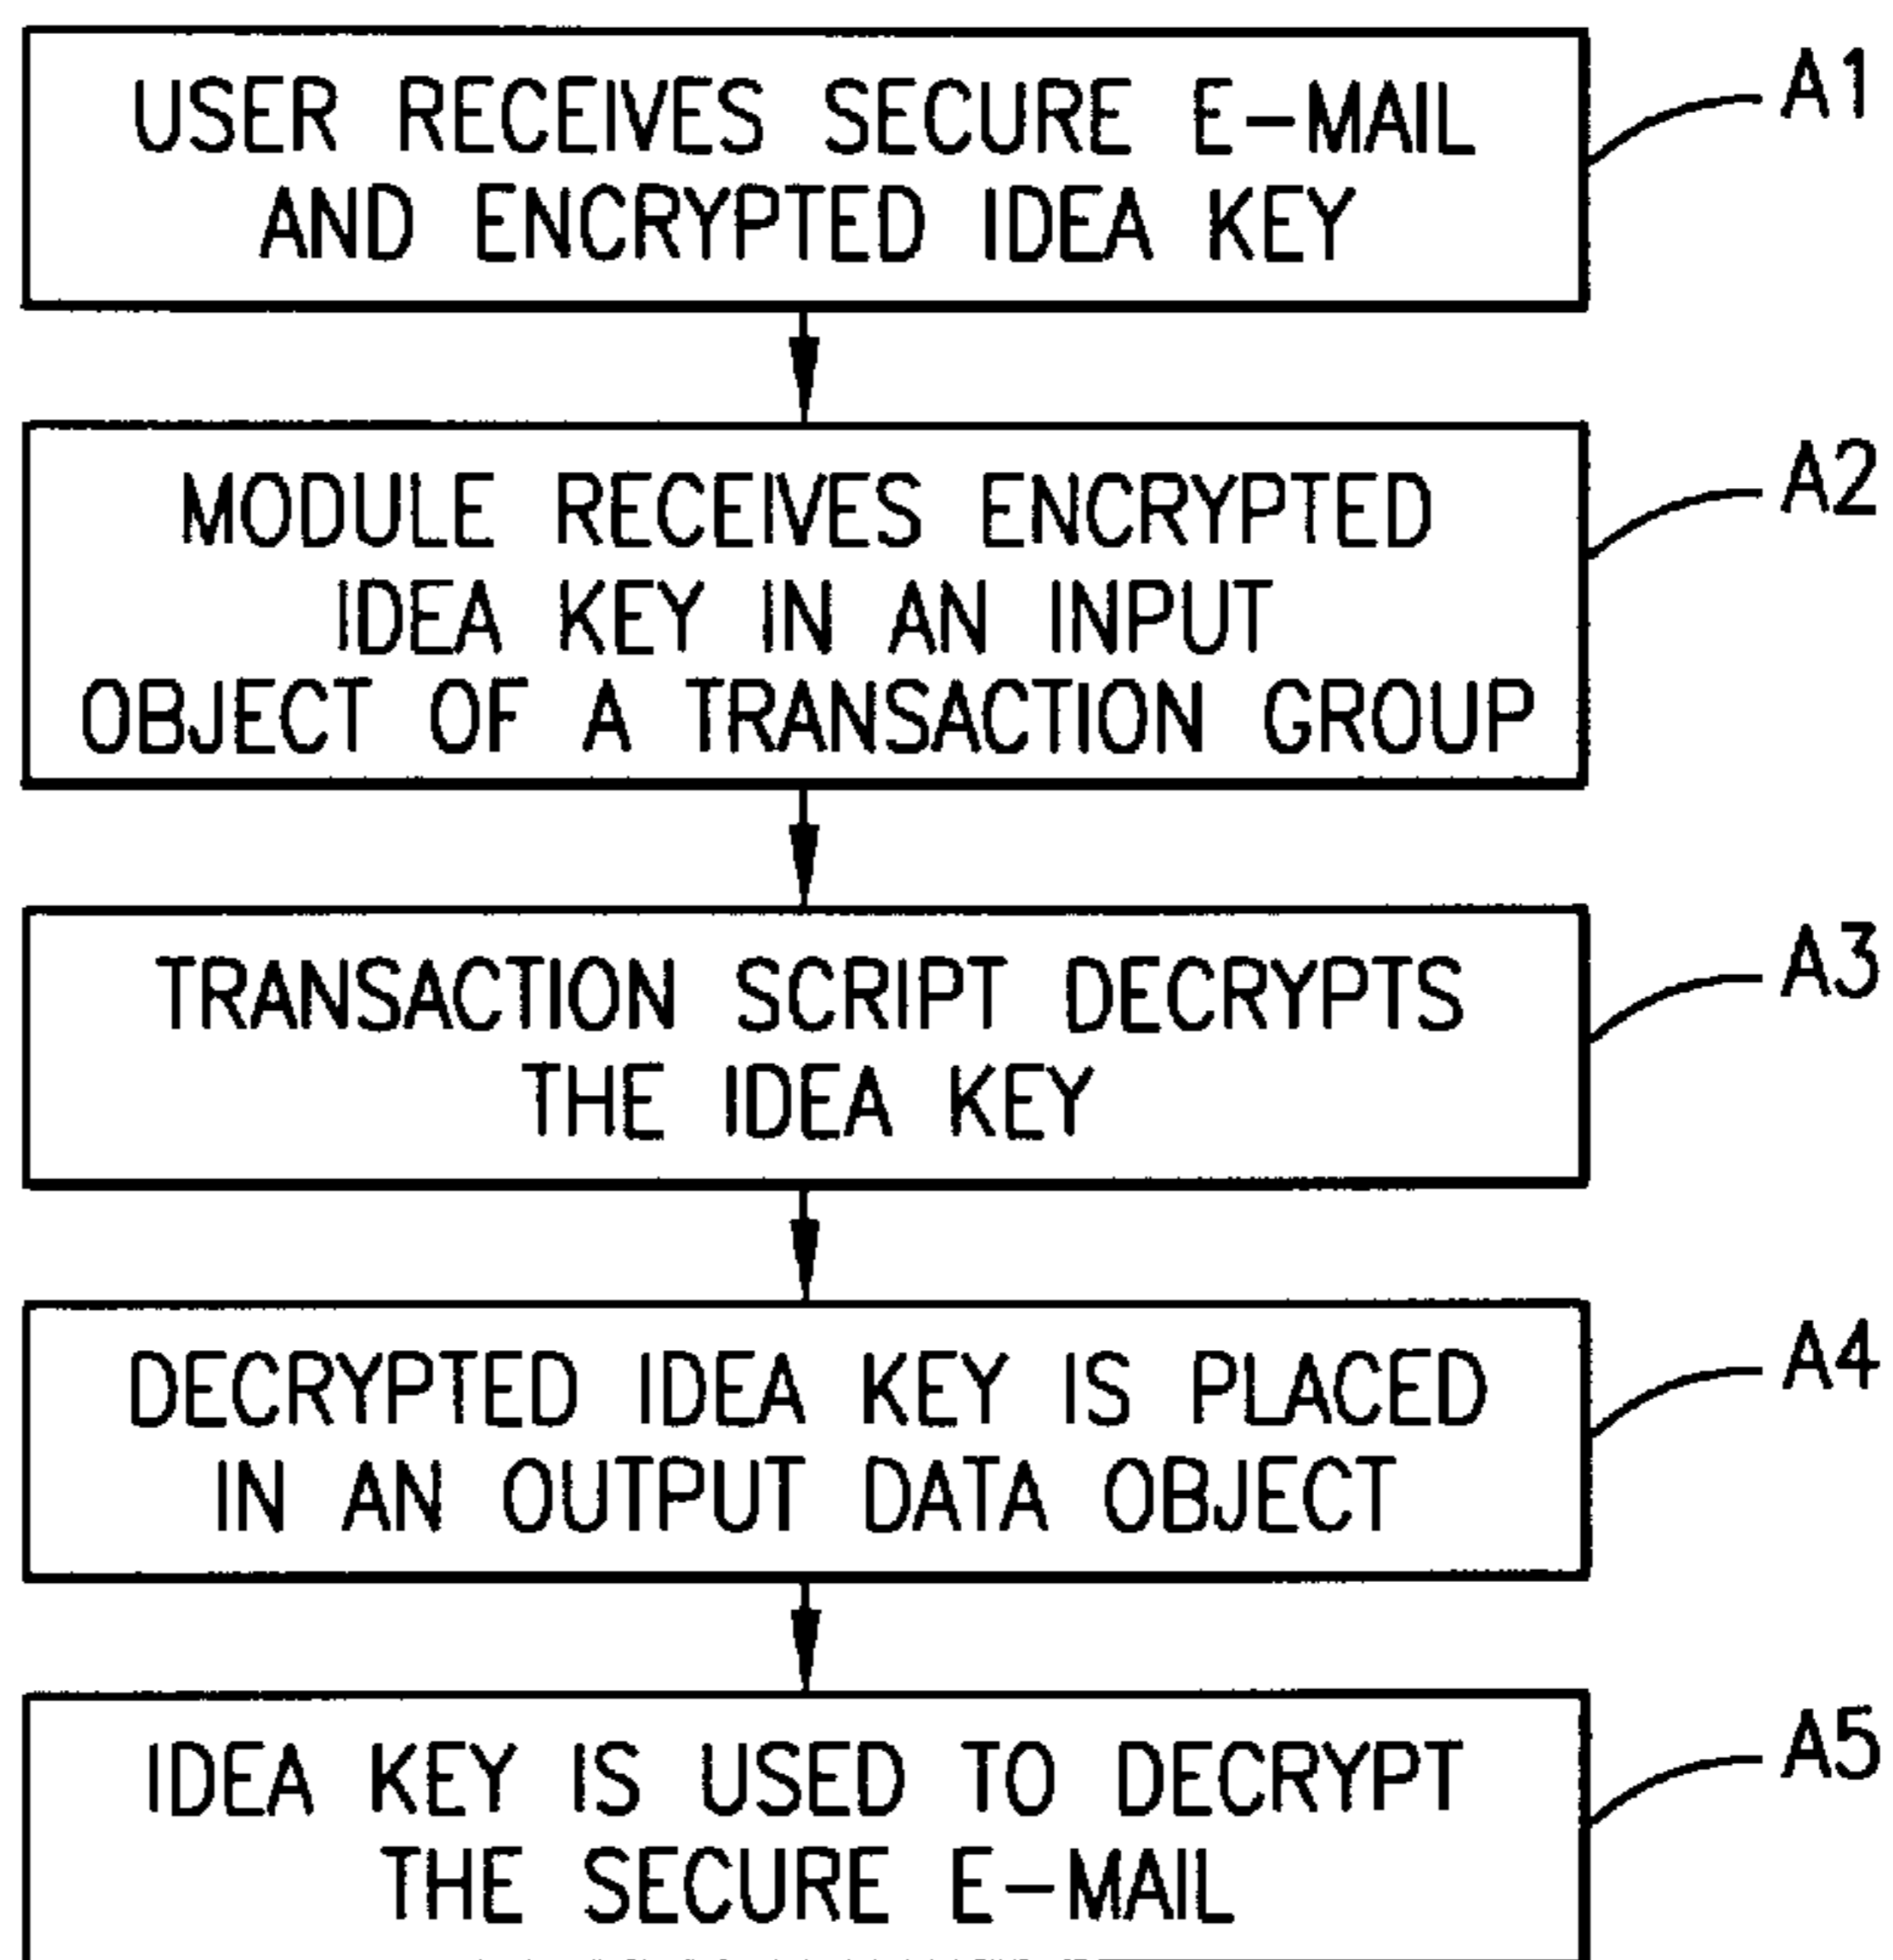 USER RECEIVES SECURE E-MAIL
AND ENCRYPTED IDEA KEY
A1
MODULE RECEIVES ENCRYPTED
IDEA KEY IN AN INPUT
OBJECT OF A TRANSACTION GROUP
A2
TRANSACTION SCRIPT DECRYPTS
THE IDEA KEY
A3
DECRYPTED IDEA KEY IS PLACED
IN AN OUTPUT DATA OBJECT
A4
IDEA KEY IS USED TO DECRYPT
THE SECURE E-MAIL
A5